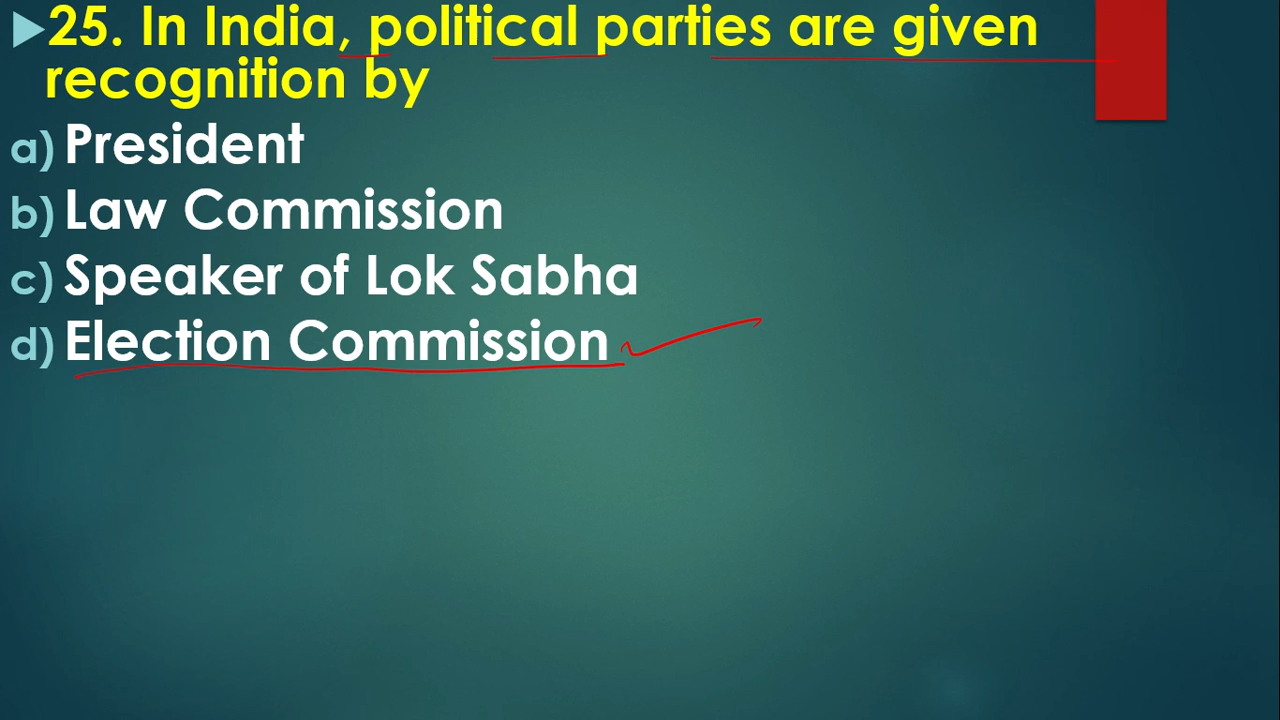 25. In India, political parties are given
recognition by
a) President
b) Law Commission
c) Speaker of Lok Sabha
d) Election Commission